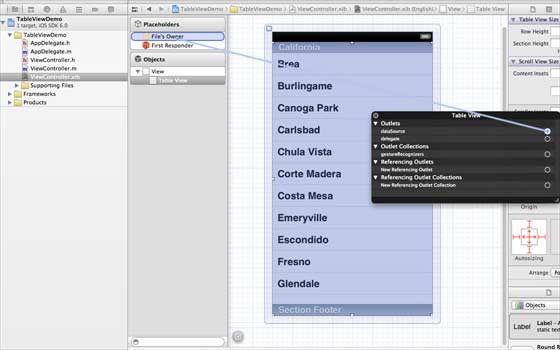 TableViewDemo
1 target, iOS SDK 6.0
TableViewDemo
AppDelegate.h
AppDelegate.m
ViewController.h
ViewController.m
ViewController.xib
Supporting Files
Frameworks
Products
TableViewDemo
TableViewDemo
ViewController.xib
ViewController.xib (English)
View
Table View
Placeholders
File's Owner
First Responder
Objects
View
Table View
California
Brea
Burlingame
Canoga Park
Carlsbad
Chula Vista
Corte Madera
Costa Mesa
Emeryville
Escondido
Fresno
Glendale
Section Footer
Table View
Outlets
dataSource
delegate
Outlet Collections
gestureRecognizers
Referencing Outlets
New Referencing Outlet
Referencing Outlet Collections
New Referencing Outlet Collection
Table View Size
Row Height
Section Height
Scroll View Size
Content Insets
Origin
Autosizing
Arrange
Objects
Label
Label -
static text
Round R